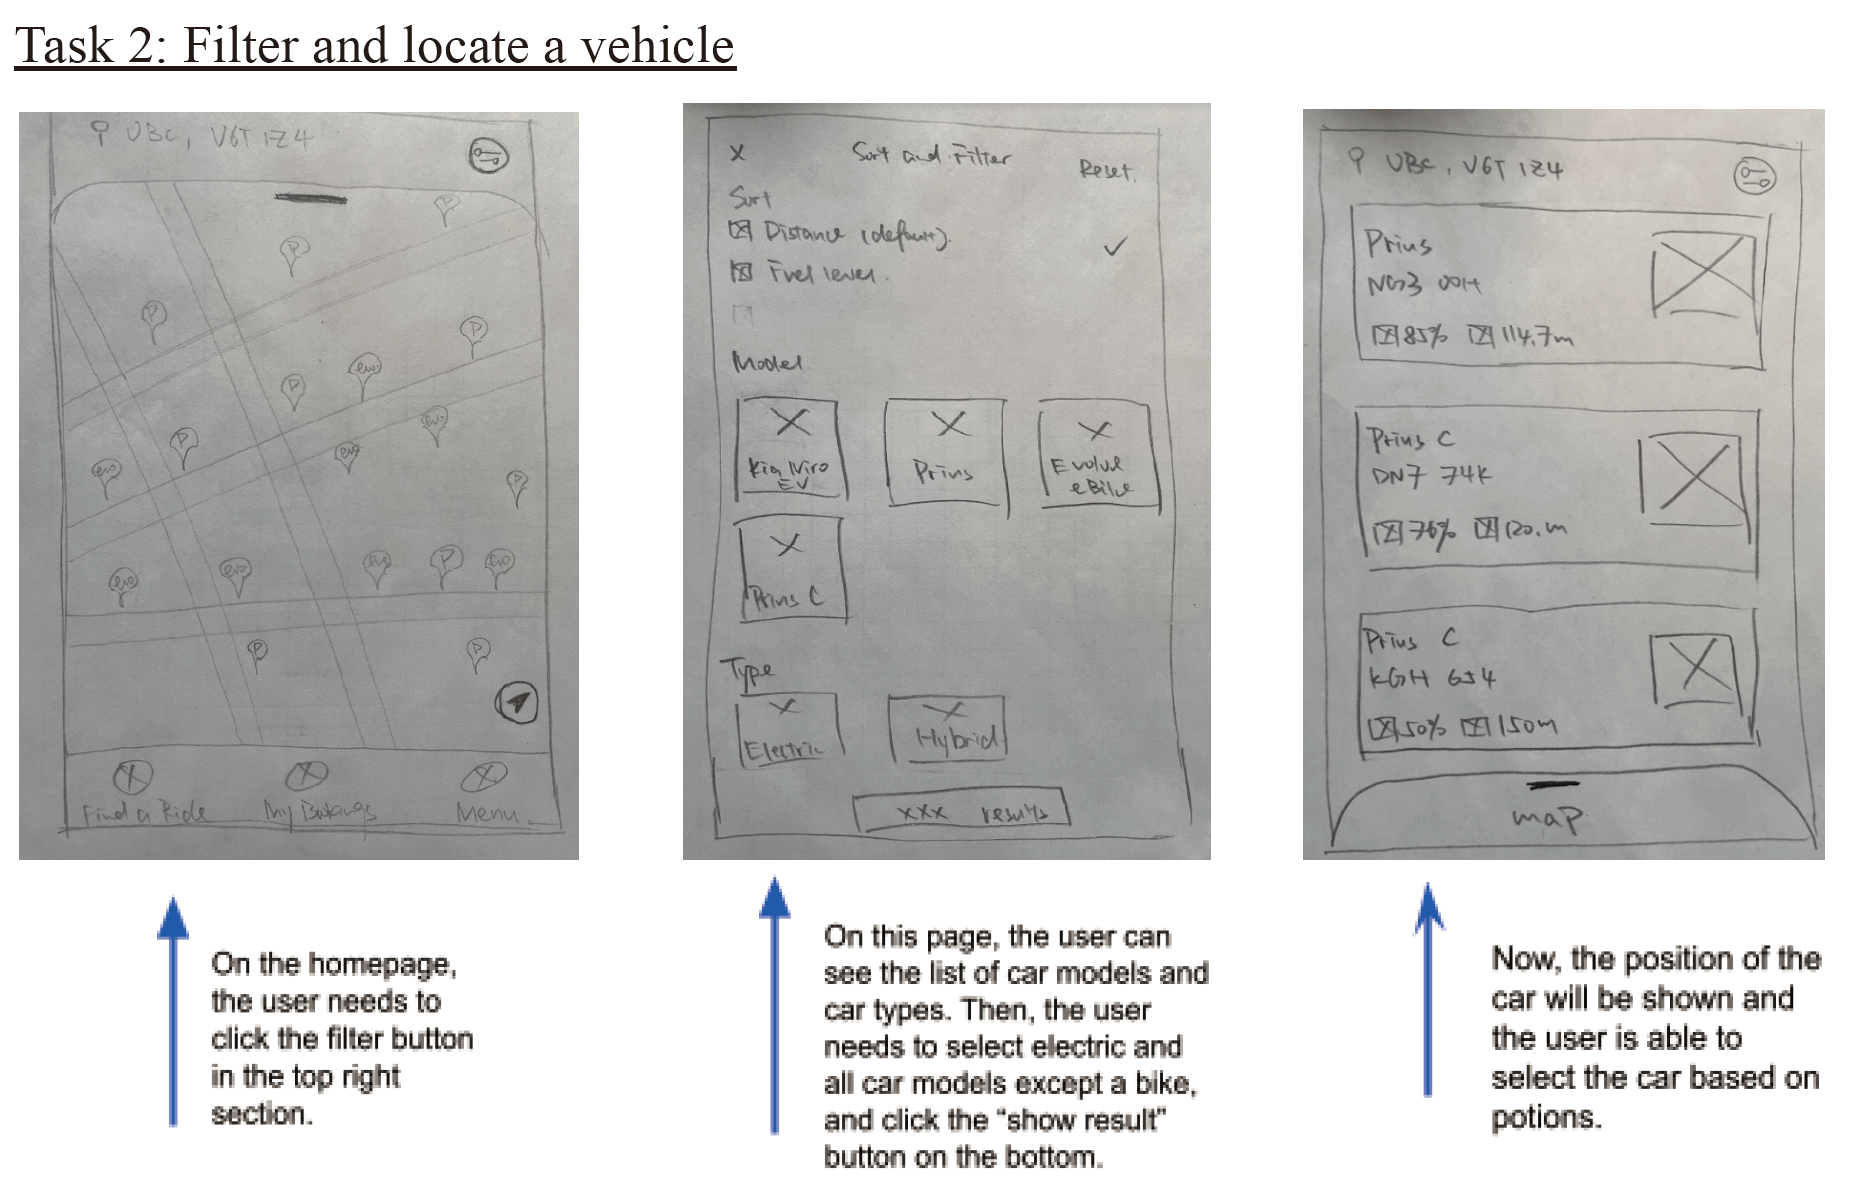 Task 2: Filter and locate a vehicle
UBC, V6T 1Z4
P
P
P
P
evo
P
evo
P
evo
evo
P
evo
evo
evo
P
evo
P
P
Find a Ride My Bookings Menu
X Sort and Filter Reset.
Sort
Distance (default).
Fuel level.
Model
Kia Niro
EV
Prius
Evolve
eBike
Prius C
Type
Electric
Hybrid
xxx results
UBC, V6T 1Z4
Prius
NG3 00H
85% 114.7m
Prius C
DN7 74K
76% 120.m
Prius C
KGH 654
50% 150m
map
On the homepage,
the user needs to
click the filter button
in the top right
section.
On this page, the user can
see the list of car models and
car types. Then, the user
needs to select electric and
all car models except a bike,
and click the “show result”
button on the bottom.
Now, the position of the
car will be shown and
the user is able to
select the car based on
potions.